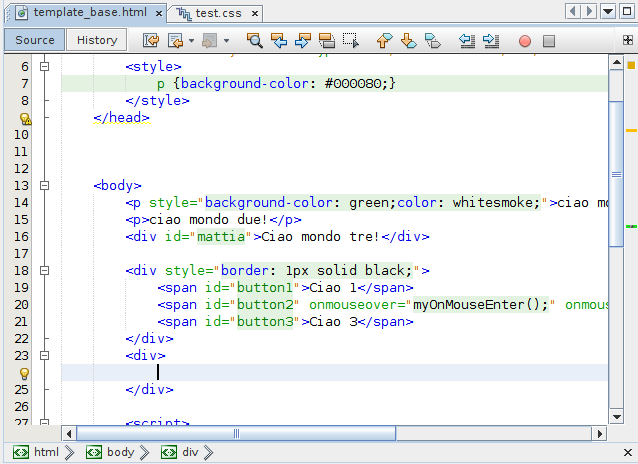 template_base.html test.css
Source History
6 <style>
7 p {background-color: #000080;}
8 </style>
</head>
10
11
12
13 <body>
14 <p style="background-color: green;color: whitesmoke;">ciao mo
15 <p>ciao mondo due!</p>
16 <div id="mattia">Ciao mondo tre!</div>
17
18 <div style="border: 1px solid black;">
19 <span id="button1">Ciao 1</span>
20 <span id="button2" onmouseover="myOnMouseEnter();" onmous
21 <span id="button3">Ciao 3</span>
22 </div>
23 <div>
25 </div>
26
27 <script>
html body div